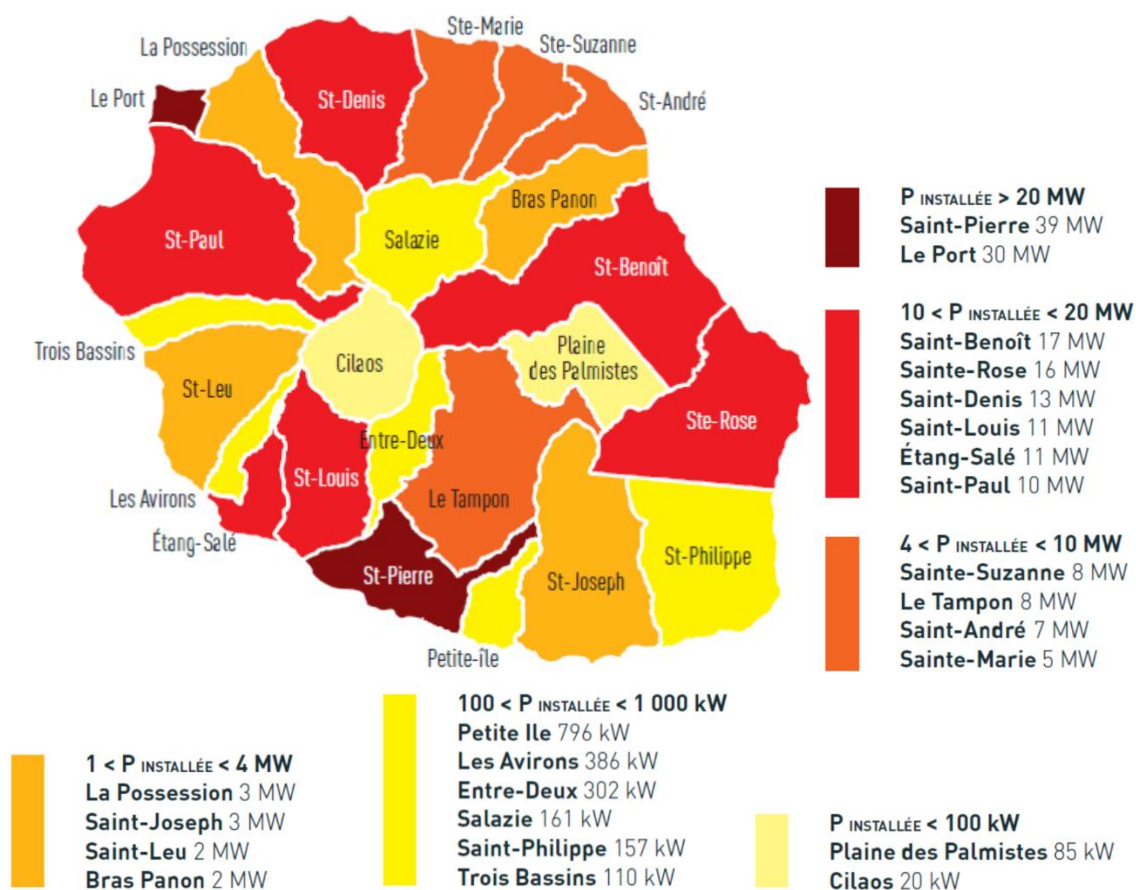 Ste-Marie
Ste-Suzanne
La Possession
Le Port
St-Denis
St-André
Bras Panon
St-Paul
Salazie
St-Benoît
Trois Bassins
Cilaos
Plaine
des Palmistes
St-Leu
Ste-Rose
Entre-Deux
St-Louis
Les Avirons
Le Tampon
Étang-Salé
St-Philippe
St-Pierre
St-Joseph
Petite-île
P INSTALLÉE > 20 MW
Saint-Pierre 39 MW
Le Port 30 MW
10 < P INSTALLÉE < 20 MW
Saint-Benoît 17 MW
Sainte-Rose 16 MW
Saint-Denis 13 MW
Saint-Louis 11 MW
Étang-Salé 11 MW
Saint-Paul 10 MW
4 < P INSTALLÉE < 10 MW
Sainte-Suzanne 8 MW
Le Tampon 8 MW
Saint-André 7 MW
Sainte-Marie 5 MW
1 < P INSTALLÉE < 4 MW
La Possession 3 MW
Saint-Joseph 3 MW
Saint-Leu 2 MW
Bras Panon 2 MW
100 < P INSTALLÉE < 1 000 kW
Petite Ile 796 kW
Les Avirons 386 kW
Entre-Deux 302 kW
Salazie 161 kW
Saint-Philippe 157 kW
Trois Bassins 110 kW
P INSTALLÉE < 100 kW
Plaine des Palmistes 85 kW
Cilaos 20 kW